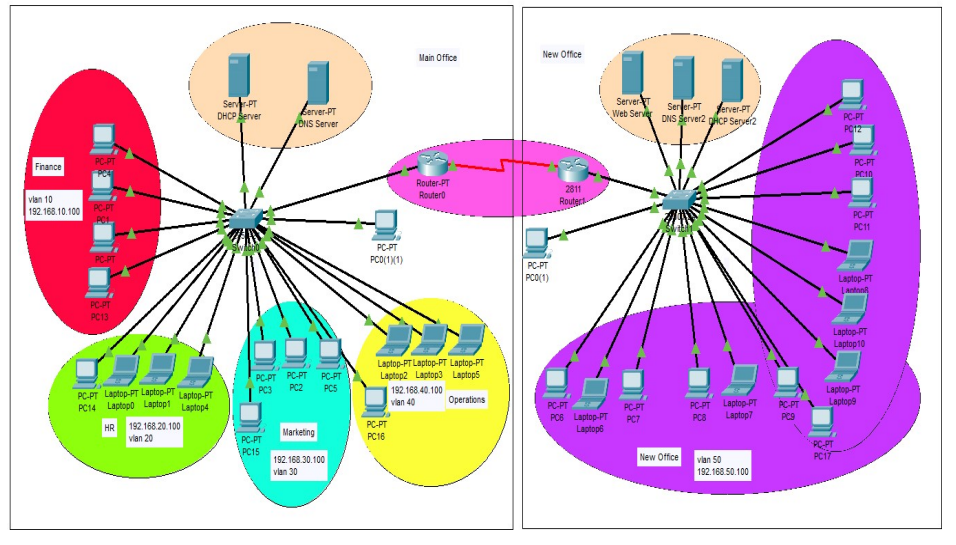 Main Office
New Office
Server-PT
DHCP Server
Server-PT
DNS Server
Server-PT
Web Server
Server-PT
DNS Server2
Server-PT
DHCP Server2
PC-PT
PC12
PC-PT
PC4
Finance
PC-PT
PC10
Router-PT
Router0
2811
Router1
vlan 10
192.168.10.100
PC-PT
PC1
PC-PT
PC11
Switch0
Switch1
PC-PT
PC-PT
PC0(1)(1)
PC-PT
PC0(1)
PC-PT
PC13
Laptop-PT
Laptop8
Laptop-PT
Laptop10
Laptop-PT
Laptop2
Laptop-PT
Laptop3
Laptop-PT
Laptop5
PC-PT
PC14
Laptop-PT
Laptop0
Laptop-PT
Laptop1
Laptop-PT
Laptop4
PC-PT
PC3
PC-PT
PC2
PC-PT
PC5
192.168.40.100
vlan 40
Operations
PC-PT
PC6
Laptop-PT
Laptop6
PC-PT
PC7
PC-PT
PC8
Laptop-PT
Laptop7
PC-PT
PC9
Laptop-PT
Laptop9
HR
192.168.20.100
vlan 20
PC-PT
PC15
Marketing
PC-PT
PC16
PC-PT
PC17
192.168.30.100
vlan 30
New Office
vlan 50
192.168.50.100